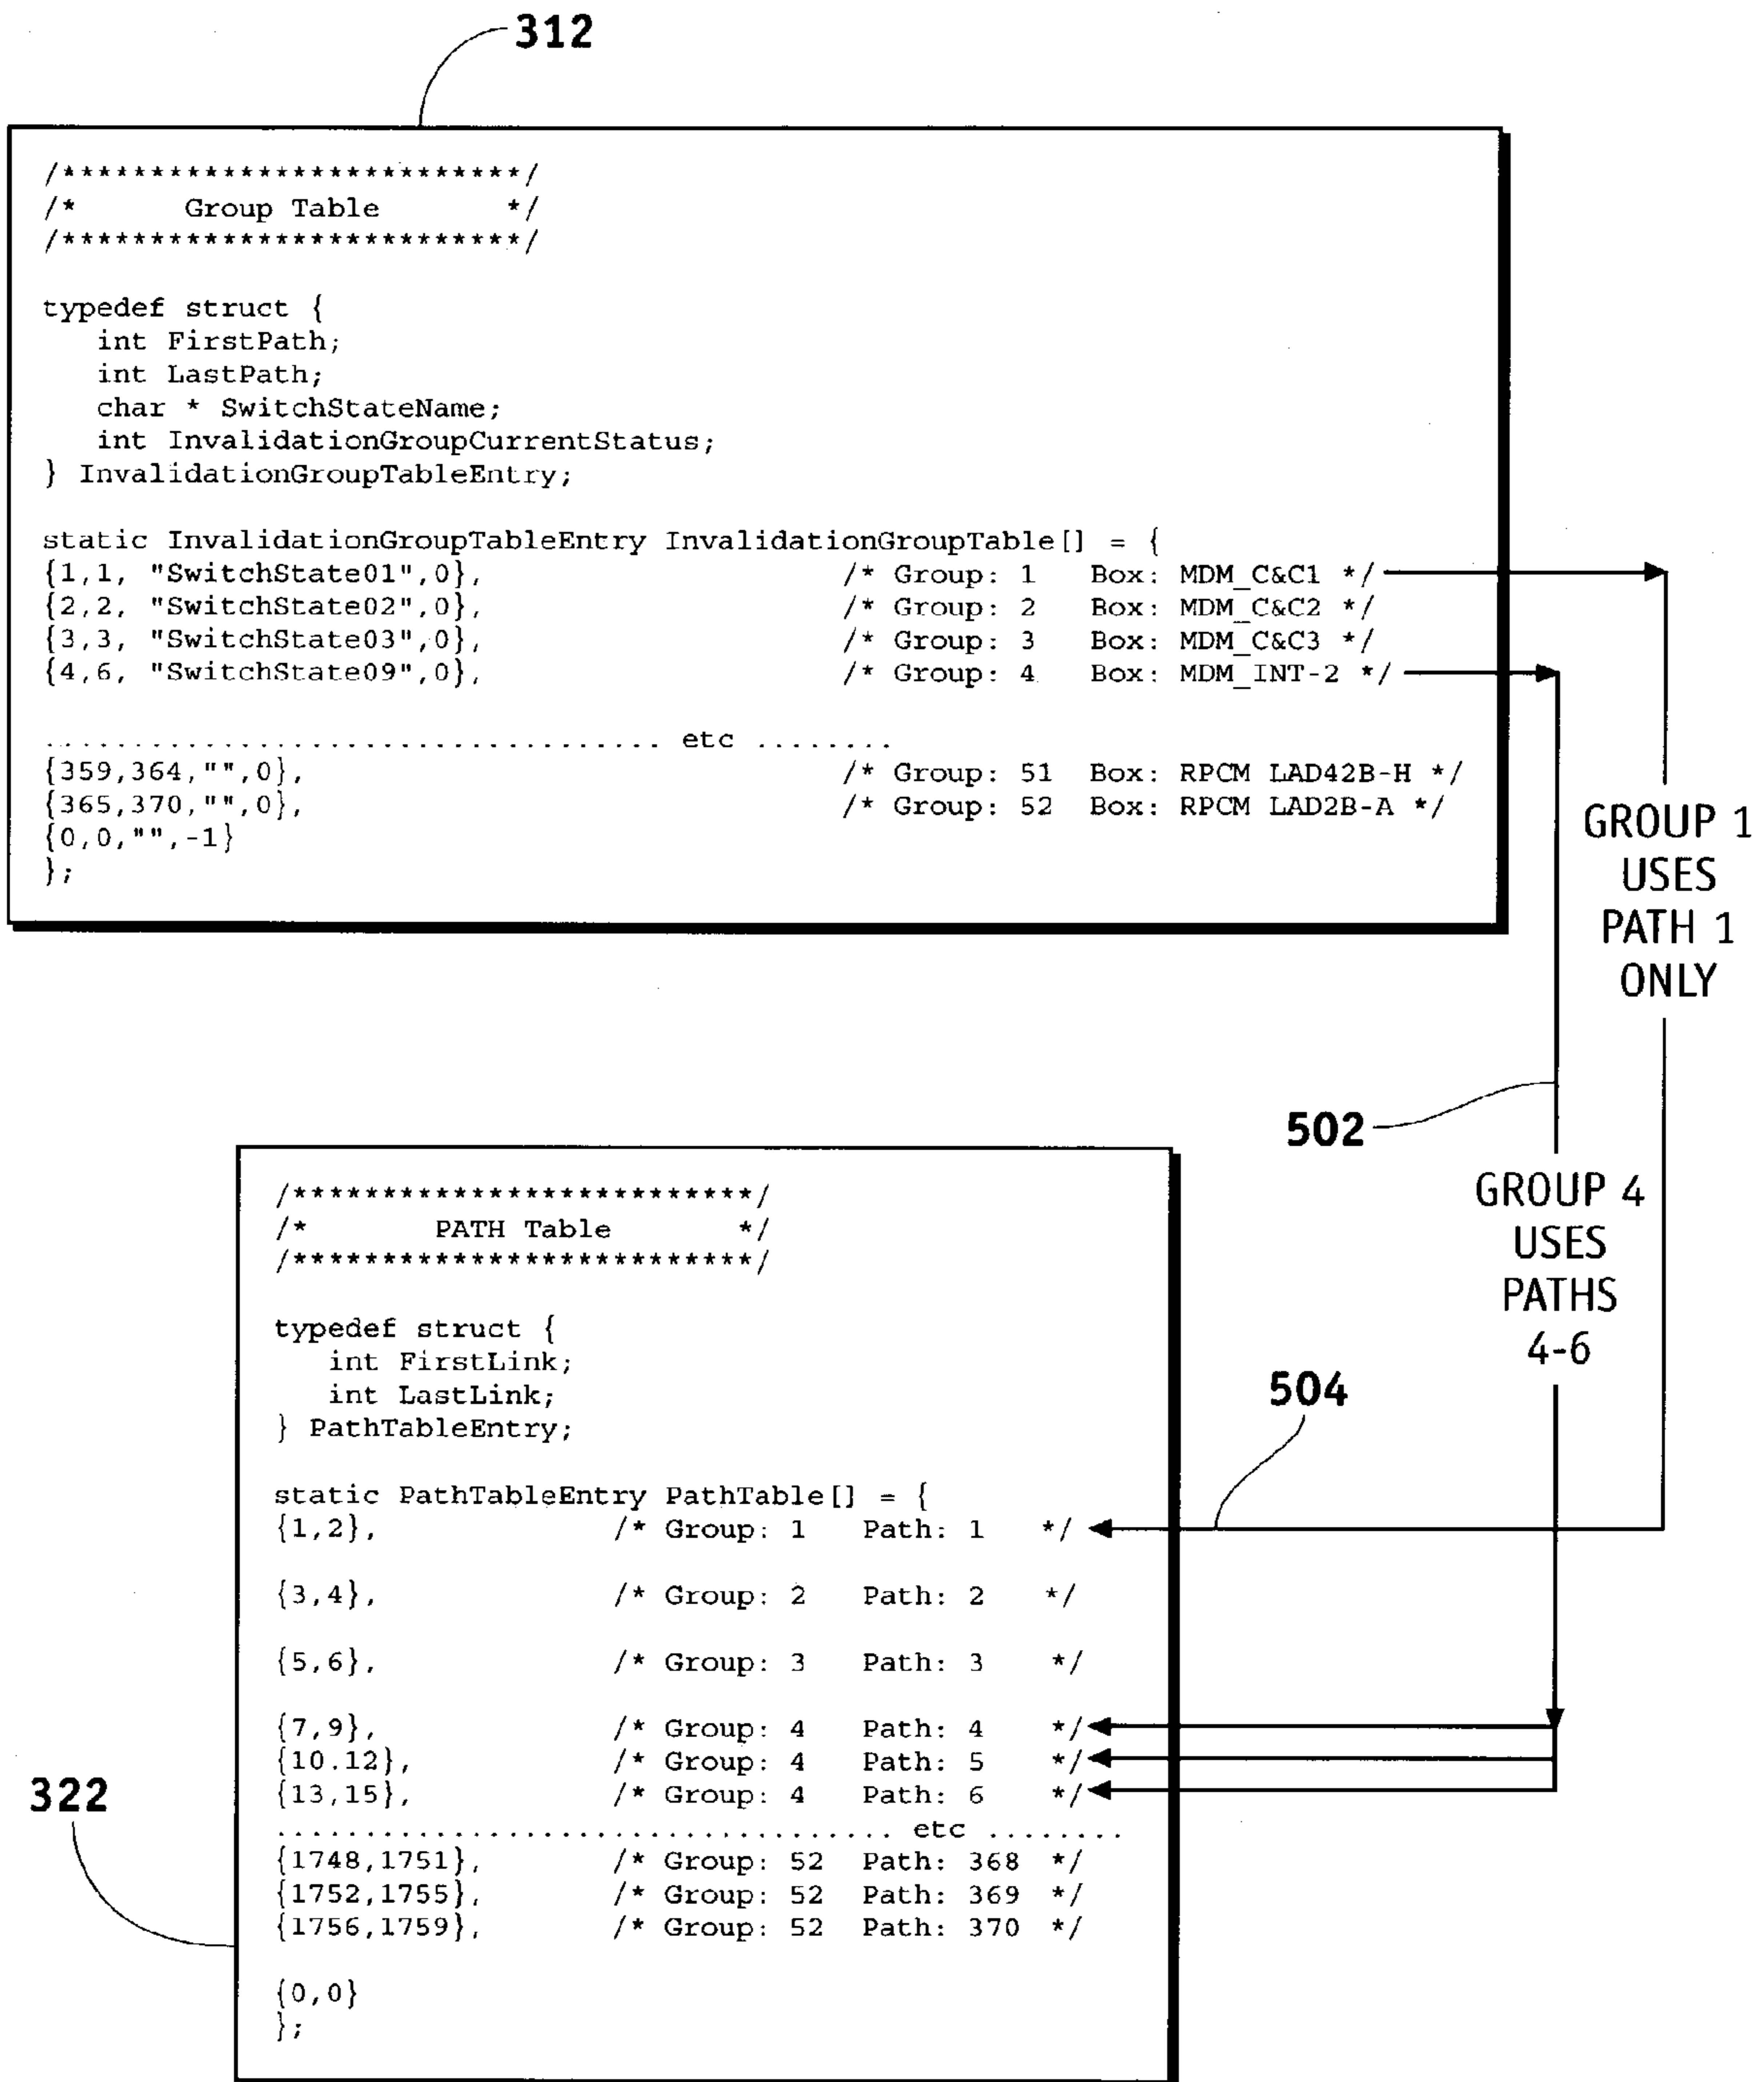 312
/**************************/
/*       Group Table       */
/**************************/
typedef struct {
   int FirstPath;
   int LastPath;
   char * SwitchStateName;
   int InvalidationGroupCurrentStatus;
} InvalidationGroupTableEntry;
static InvalidationGroupTableEntry InvalidationGroupTable[] = {
{1,1, "SwitchState01",0},                    /* Group: 1   Box: MDM_C&C1 */
{2,2, "SwitchState02",0},                    /* Group: 2   Box: MDM_C&C2 */
{3,3, "SwitchState03",0},                    /* Group: 3   Box: MDM_C&C3 */
{4,6, "SwitchState09",0},                    /* Group: 4   Box: MDM_INT-2 */
................................... etc ........
{359,364,"",0},                              /* Group: 51  Box: RPCM LAD42B-H */
{365,370,"",0},                              /* Group: 52  Box: RPCM LAD2B-A */
{0,0,"",-1}
};
GROUP 1
USES
PATH 1
ONLY
502
GROUP 4
USES
PATHS
4-6
504
/**************************/
/*       PATH Table       */
/**************************/
typedef struct {
   int FirstLink;
   int LastLink;
} PathTableEntry;
static PathTableEntry PathTable[] = {
{1,2},             /* Group: 1   Path: 1   */
{3,4},             /* Group: 2   Path: 2   */
{5,6},             /* Group: 3   Path: 3   */
{7,9},             /* Group: 4   Path: 4   */
{10.12},           /* Group: 4   Path: 5   */
{13,15},           /* Group: 4   Path: 6   */
................................... etc ........
{1748,1751},       /* Group: 52  Path: 368  */
{1752,1755},       /* Group: 52  Path: 369  */
{1756,1759},       /* Group: 52  Path: 370  */
{0,0}
};
322